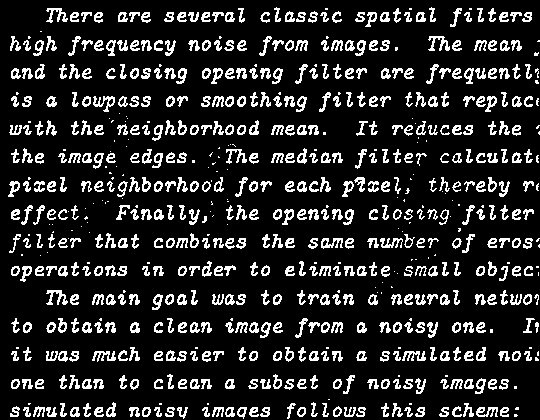 There are several classic spatial filters
high frequency noise from images. The mean
and the closing opening filter are frequently
is a lowpass or smoothing filter that replac
with the neighborhood mean. It reduces the
the image edges. The median filter calculat
pixel neighborhood for each pixel, thereby r
effect. Finally, the opening closing filter
filter that combines the same number of eros
operations in order to eliminate small objec
The main goal was to train a neural networ
to obtain a clean image from a noisy one. I
it was much easier to obtain a simulated nois
one than to clean a subset of noisy images.
simulated noisy images follows this scheme: